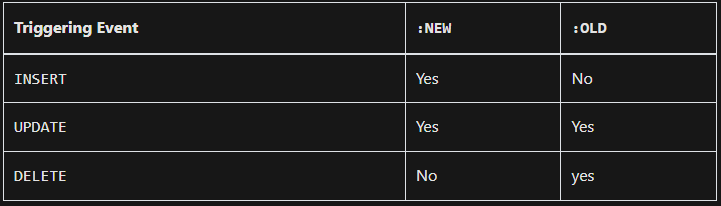 Triggering Event :NEW :OLD
INSERT Yes No
UPDATE Yes Yes
DELETE No yes